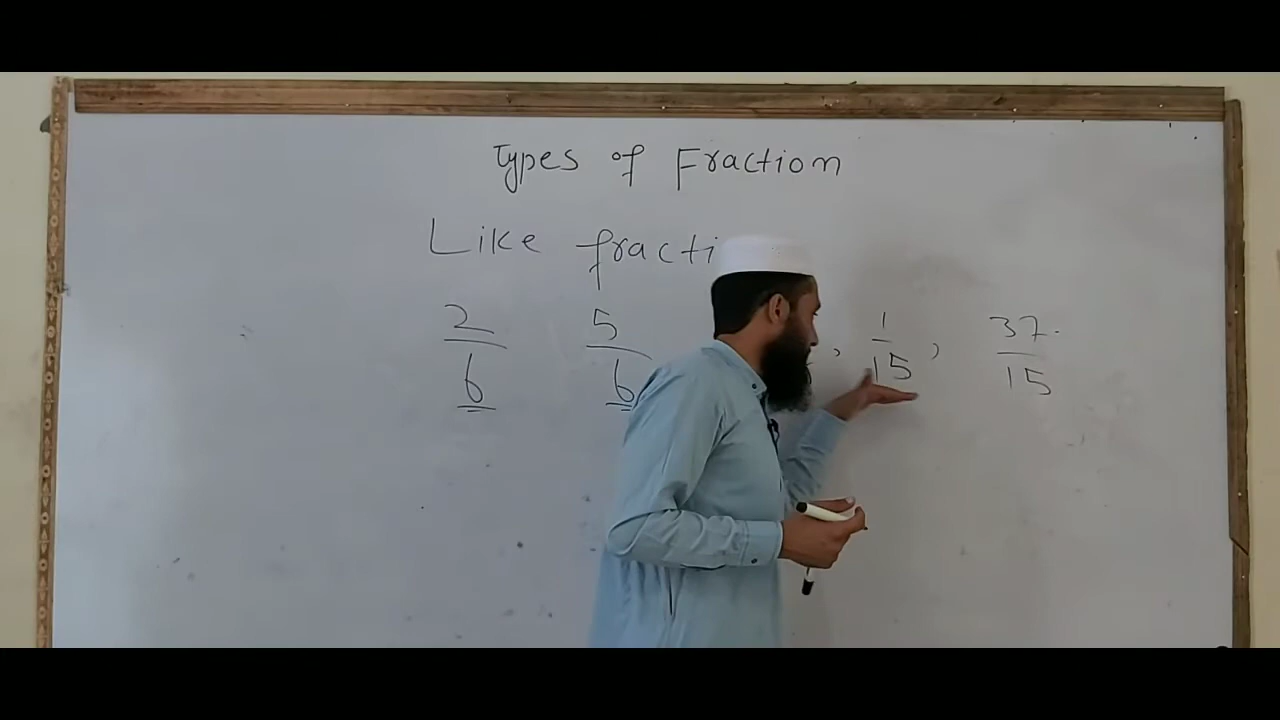 Types of Fraction
Like fracti
2/6 5/6 , 1/15 , 37/15